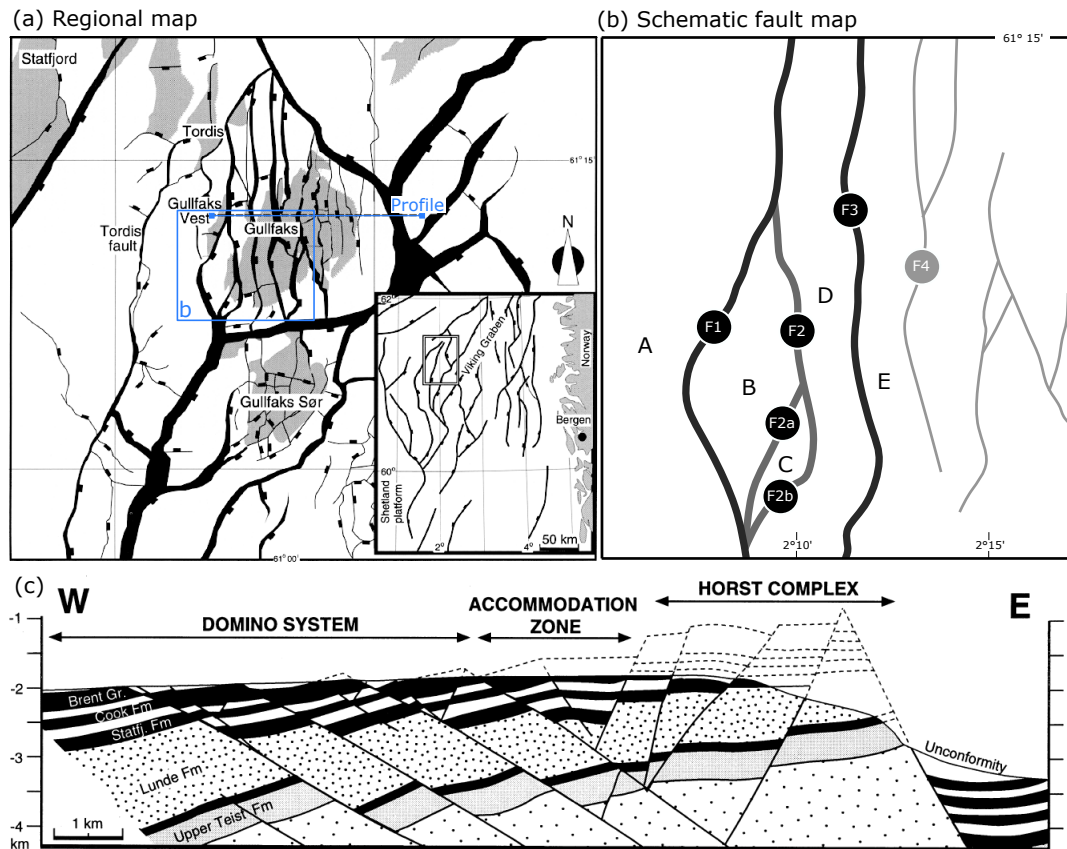 (a) Regional map
Statfjord
Tordis
61° 15'
Gullfaks
Vest
Profile
Gullfaks
Tordis
fault
N
b
62°
Viking Graben
Norway
Gullfaks Sør
Bergen
60°
Shetland
platform
2°
4°
50 km
61° 00'
(b) Schematic fault map
61° 15'
F3
F4
D
F1
F2
A
E
B
F2a
C
F2b
2°10'
2°15'
(c)
W
DOMINO SYSTEM
ACCOMMODATION
ZONE
HORST COMPLEX
E
-1
-2
-3
-4
km
Brent Gr.
Cook Fm
Statfj. Fm
Lunde Fm
Upper Teist Fm
Unconformity
1 km